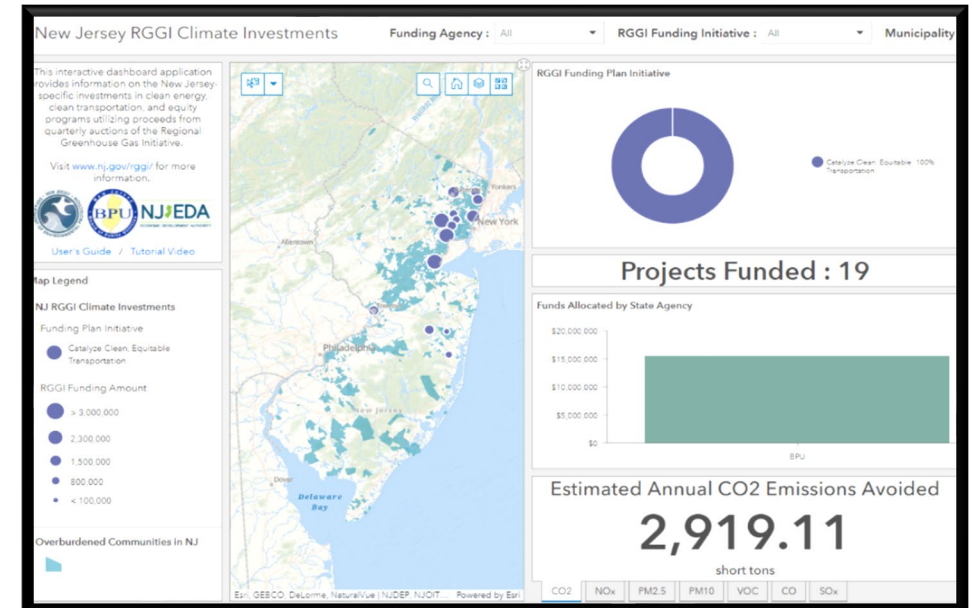 New Jersey RGGI Climate Investments
Funding Agency : All
RGGI Funding Initiative : All
Municipality
This interactive dashboard application
provides information on the New Jersey-
specific investments in clean energy,
clean transportation, and equity
programs utilizing proceeds from
quarterly auctions of the Regional
Greenhouse Gas Initiative.
Visit www.nj.gov/rggi/ for more
information.
BPU
NJEDA
User's Guide / Tutorial Video
Map Legend
NJ RGGI Climate Investments
Funding Plan Initiative
Catalyze Clean, Equitable
Transportation
RGGI Funding Amount
> 3,000,000
2,300,000
1,500,000
800,000
< 100,000
Overburdened Communities in NJ
Yonkers
New York
Allentown
Philadelphia
New Jersey
Dover
Delaware
Bay
Esri, GEBCO, DeLorme, NaturalVue | NJDEP, NJOIT... Powered by Esri
RGGI Funding Plan Initiative
Catalyze Clean, Equitable 100%
Transportation
Projects Funded : 19
Funds Allocated by State Agency
$20,000,000
$15,000,000
$10,000,000
$5,000,000
$0
BPU
Estimated Annual CO2 Emissions Avoided
2,919.11
short tons
CO2 NOx PM2.5 PM10 VOC CO SOx